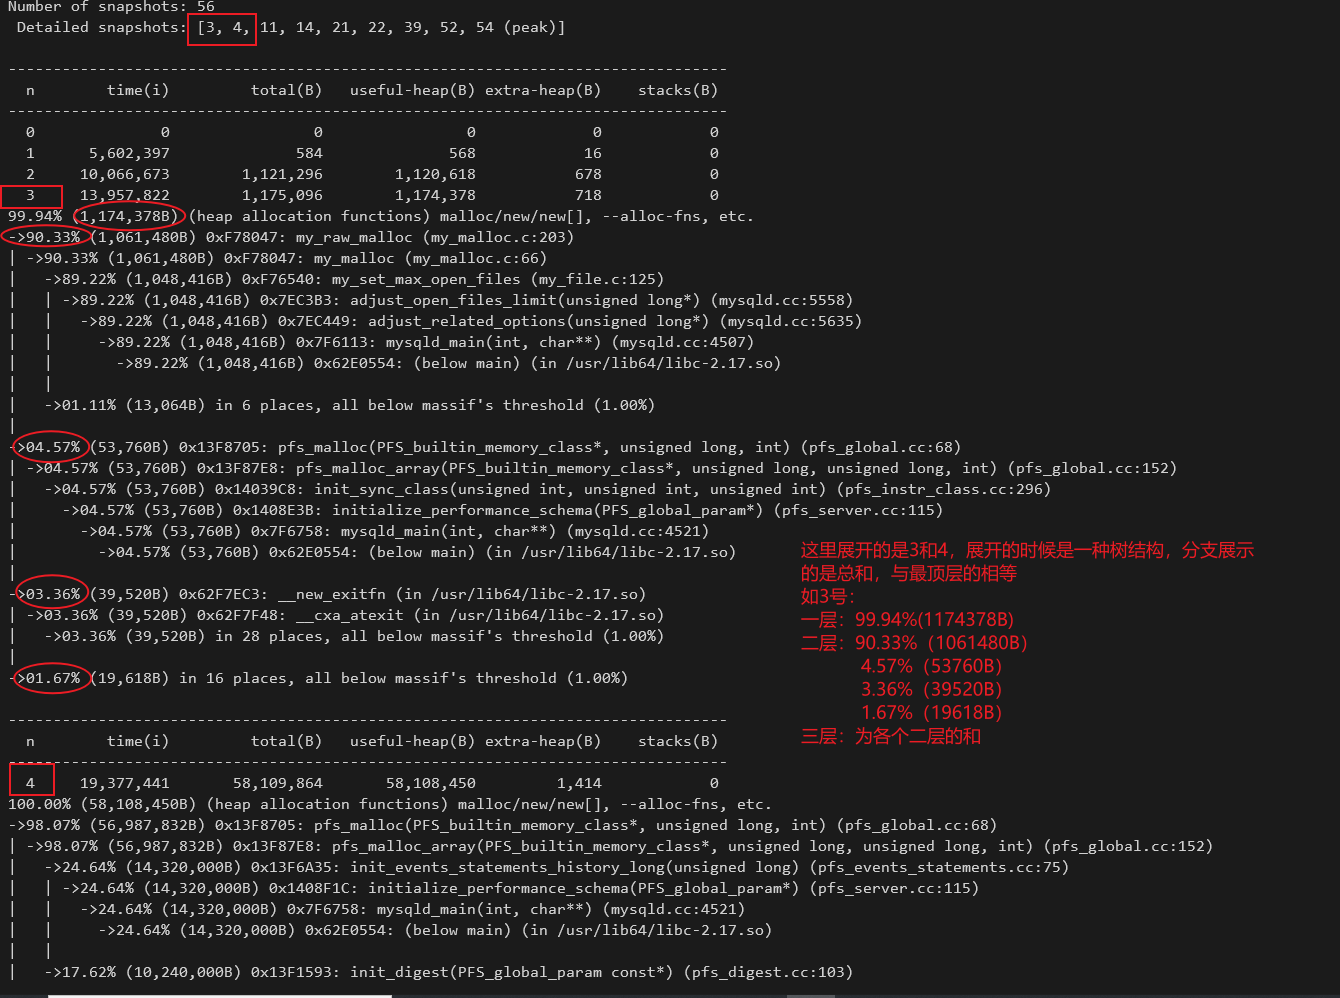 Number of snapshots: 56
Detailed snapshots: [3, 4, 11, 14, 21, 22, 39, 52, 54 (peak)]
--------------------------------------------------------------------------------
n time(i) total(B) useful-heap(B) extra-heap(B) stacks(B)
--------------------------------------------------------------------------------
0 0 0 0 0 0
1 5,602,397 584 568 16 0
2 10,066,673 1,121,296 1,120,618 678 0
3 13,957,822 1,175,096 1,174,378 718 0
99.94% (1,174,378B) (heap allocation functions) malloc/new/new[], --alloc-fns, etc.
->90.33% (1,061,480B) 0xF78047: my_raw_malloc (my_malloc.c:203)
| ->90.33% (1,061,480B) 0xF78047: my_malloc (my_malloc.c:66)
|   ->89.22% (1,048,416B) 0xF76540: my_set_max_open_files (my_file.c:125)
|   | ->89.22% (1,048,416B) 0x7EC3B3: adjust_open_files_limit(unsigned long*) (mysqld.cc:5558)
|   |   ->89.22% (1,048,416B) 0x7EC449: adjust_related_options(unsigned long*) (mysqld.cc:5635)
|   |     ->89.22% (1,048,416B) 0x7F6113: mysqld_main(int, char**) (mysqld.cc:4507)
|   |       ->89.22% (1,048,416B) 0x62E0554: (below main) (in /usr/lib64/libc-2.17.so)
|   |
|   ->01.11% (13,064B) in 6 places, all below massif's threshold (1.00%)
|
->04.57% (53,760B) 0x13F8705: pfs_malloc(PFS_builtin_memory_class*, unsigned long, int) (pfs_global.cc:68)
| ->04.57% (53,760B) 0x13F87E8: pfs_malloc_array(PFS_builtin_memory_class*, unsigned long, unsigned long, int) (pfs_global.cc:152)
|   ->04.57% (53,760B) 0x14039C8: init_sync_class(unsigned int, unsigned int, unsigned int) (pfs_instr_class.cc:296)
|     ->04.57% (53,760B) 0x1408E3B: initialize_performance_schema(PFS_global_param*) (pfs_server.cc:115)
|       ->04.57% (53,760B) 0x7F6758: mysqld_main(int, char**) (mysqld.cc:4521)
|         ->04.57% (53,760B) 0x62E0554: (below main) (in /usr/lib64/libc-2.17.so)
|
->03.36% (39,520B) 0x62F7EC3: __new_exitfn (in /usr/lib64/libc-2.17.so)
| ->03.36% (39,520B) 0x62F7F48: __cxa_atexit (in /usr/lib64/libc-2.17.so)
|   ->03.36% (39,520B) in 28 places, all below massif's threshold (1.00%)
|
->01.67% (19,618B) in 16 places, all below massif's threshold (1.00%)
这里展开的是3和4，展开的时候是一种树结构，分支展示
的是总和，与最顶层的相等
如3号：
一层：99.94%(1174378B)
二层：90.33%（1061480B）
4.57%（53760B）
3.36%（39520B）
1.67%（19618B）
三层：为各个二层的和
--------------------------------------------------------------------------------
n time(i) total(B) useful-heap(B) extra-heap(B) stacks(B)
--------------------------------------------------------------------------------
4 19,377,441 58,109,864 58,108,450 1,414 0
100.00% (58,108,450B) (heap allocation functions) malloc/new/new[], --alloc-fns, etc.
->98.07% (56,987,832B) 0x13F8705: pfs_malloc(PFS_builtin_memory_class*, unsigned long, int) (pfs_global.cc:68)
| ->98.07% (56,987,832B) 0x13F87E8: pfs_malloc_array(PFS_builtin_memory_class*, unsigned long, unsigned long, int) (pfs_global.cc:152)
|   ->24.64% (14,320,000B) 0x13F6A35: init_events_statements_history_long(unsigned long) (pfs_events_statements.cc:75)
|   | ->24.64% (14,320,000B) 0x1408F1C: initialize_performance_schema(PFS_global_param*) (pfs_server.cc:115)
|   |   ->24.64% (14,320,000B) 0x7F6758: mysqld_main(int, char**) (mysqld.cc:4521)
|   |     ->24.64% (14,320,000B) 0x62E0554: (below main) (in /usr/lib64/libc-2.17.so)
|   |
|   ->17.62% (10,240,000B) 0x13F1593: init_digest(PFS_global_param const*) (pfs_digest.cc:103)